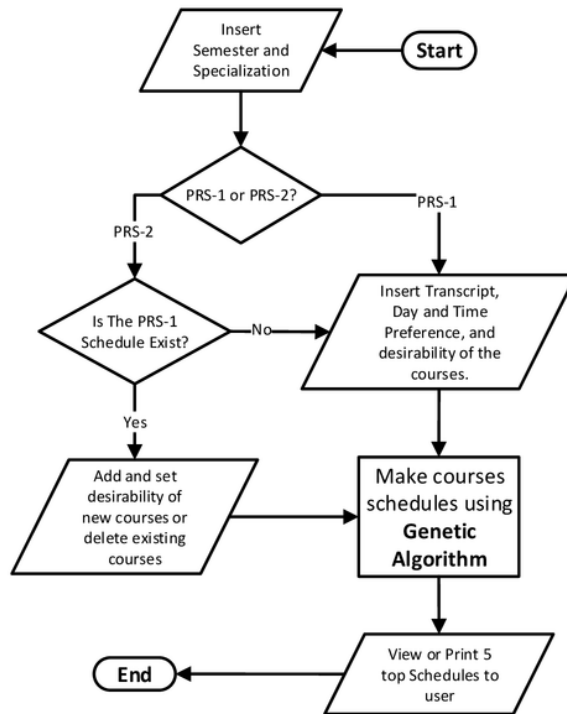 Insert
Semester and
Specialization
Start
PRS-1 or PRS-2?
PRS-1
PRS-2
Is The PRS-1
Schedule Exist?
No
Insert Transcript,
Day and Time
Preference, and
desirability of the
courses.
Yes
Add and set
desirability of
new courses or
delete existing
courses
Make courses
schedules using
Genetic
Algorithm
View or Print 5
top Schedules to
user
End